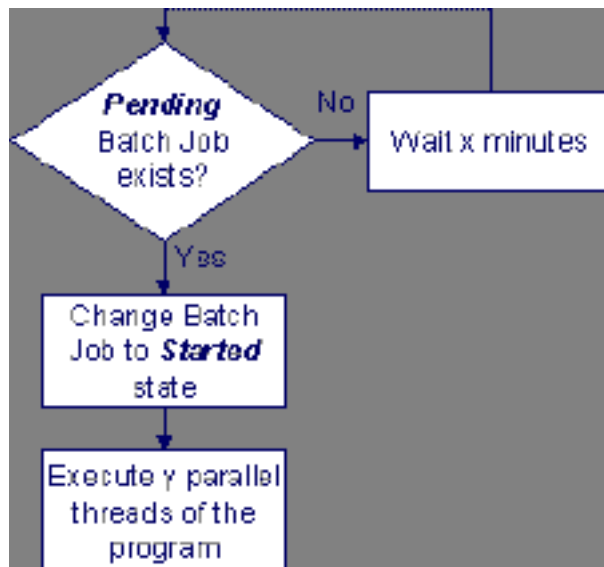 Pending
Batch Job
exists?
No
Wait x minutes
Yes
Change Batch
Job to Started
state
Execute y parallel
threads of the
program